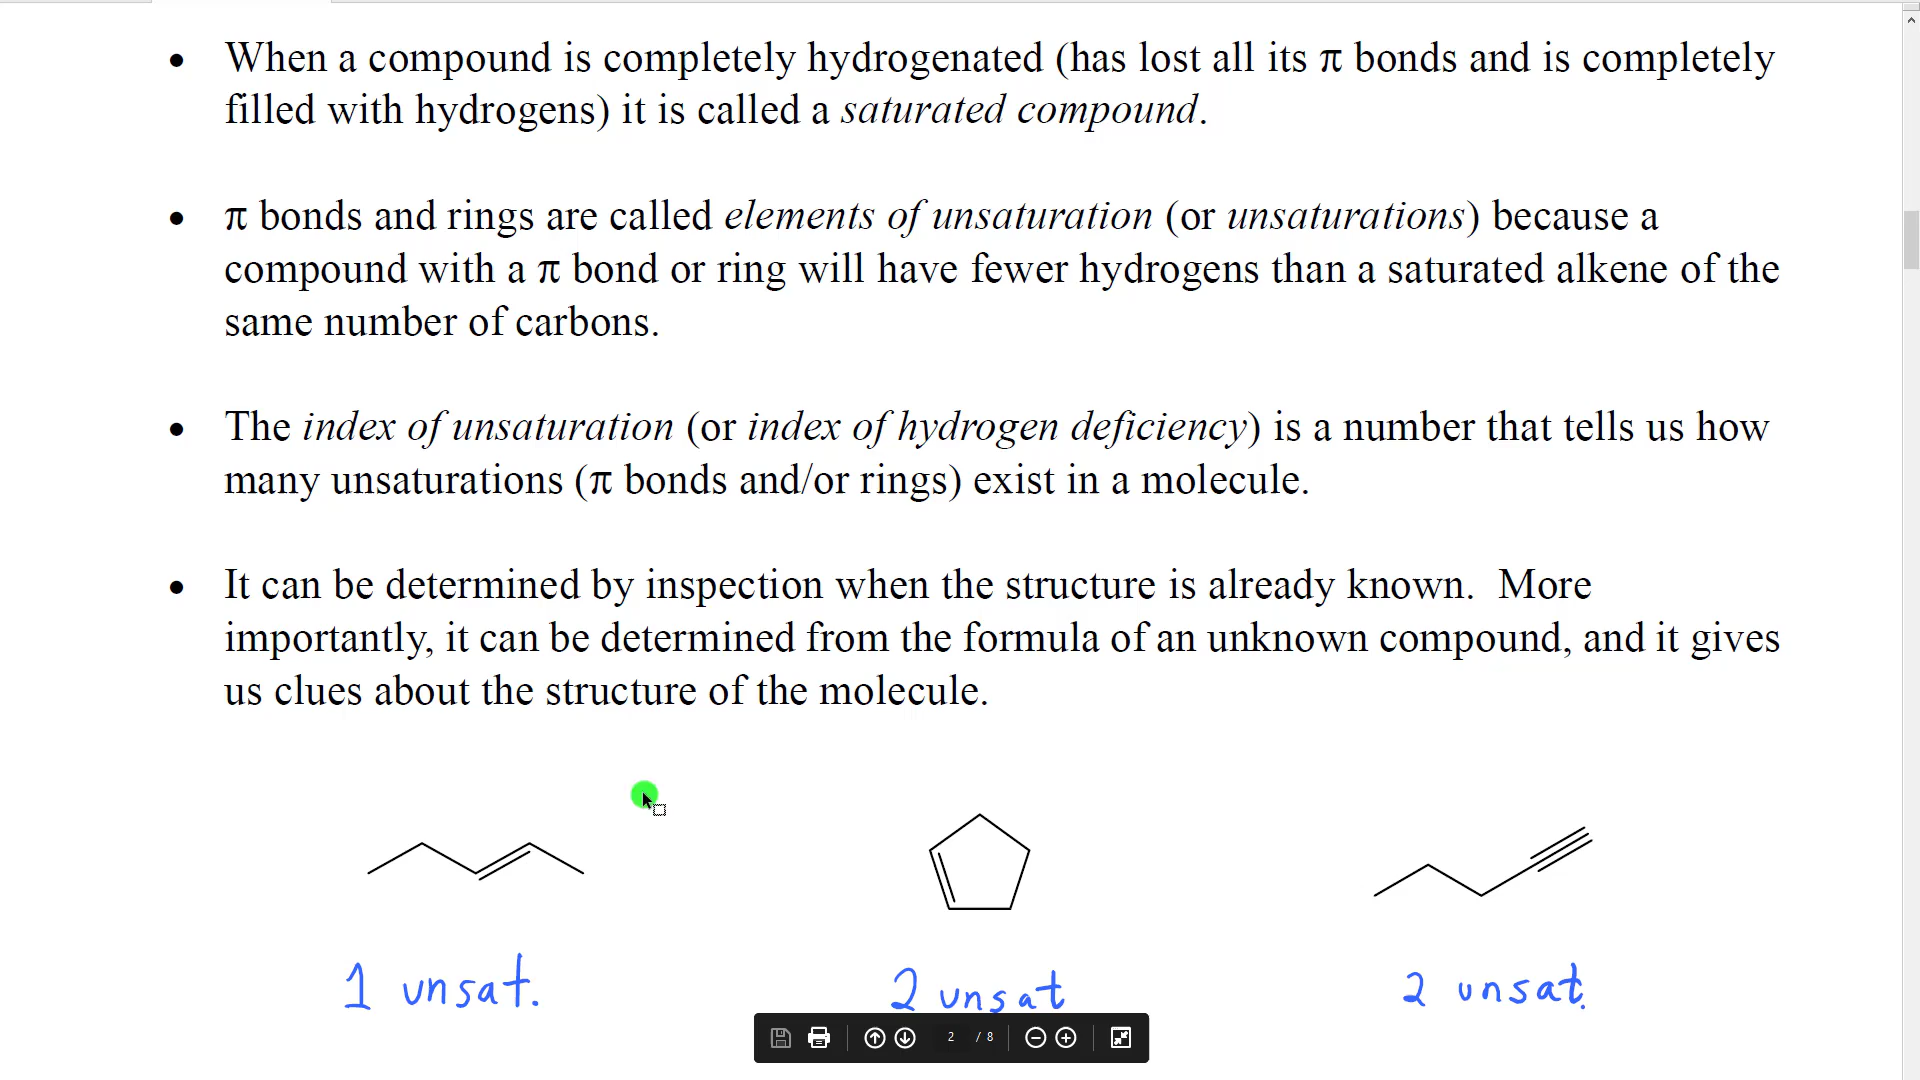 • When a compound is completely hydrogenated (has lost all its π bonds and is completely
filled with hydrogens) it is called a saturated compound.
• π bonds and rings are called elements of unsaturation (or unsaturations) because a
compound with a π bond or ring will have fewer hydrogens than a saturated alkene of the
same number of carbons.
• The index of unsaturation (or index of hydrogen deficiency) is a number that tells us how
many unsaturations (π bonds and/or rings) exist in a molecule.
• It can be determined by inspection when the structure is already known. More
importantly, it can be determined from the formula of an unknown compound, and it gives
us clues about the structure of the molecule.
1 unsat. 2 unsat 2 unsat.
2 / 8